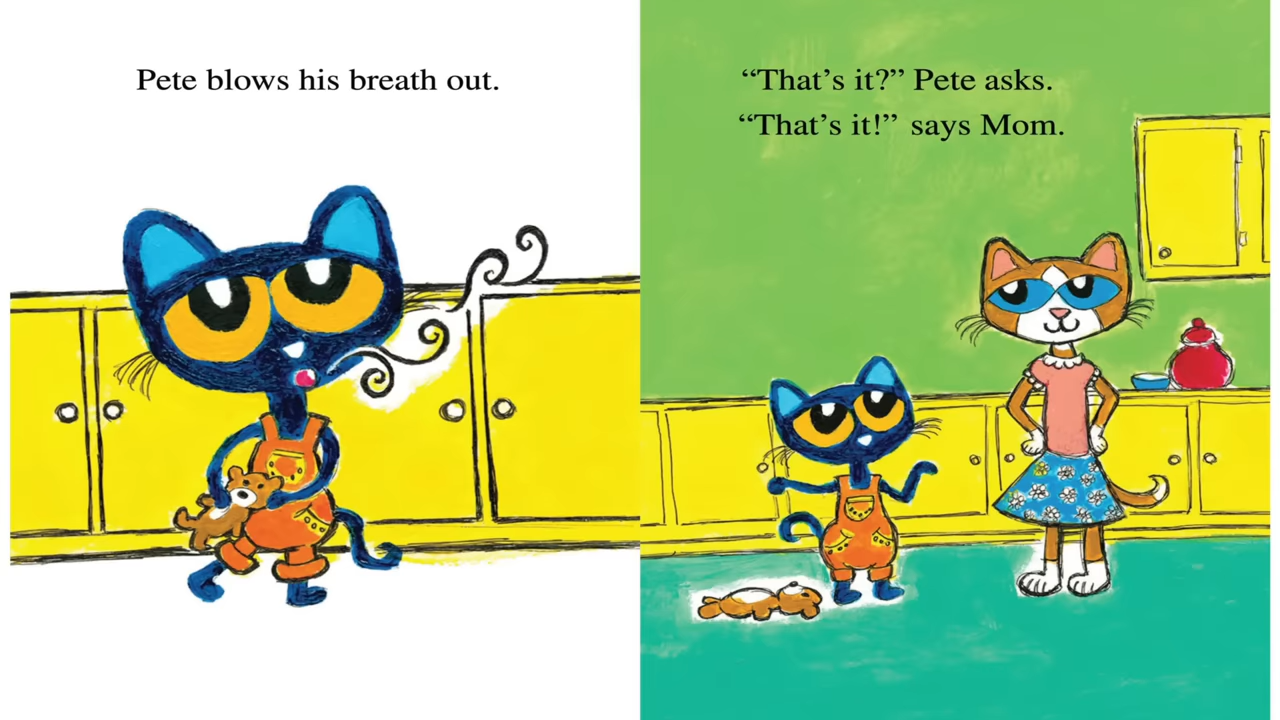 Pete blows his breath out.
“That’s it?” Pete asks.
“That’s it!” says Mom.